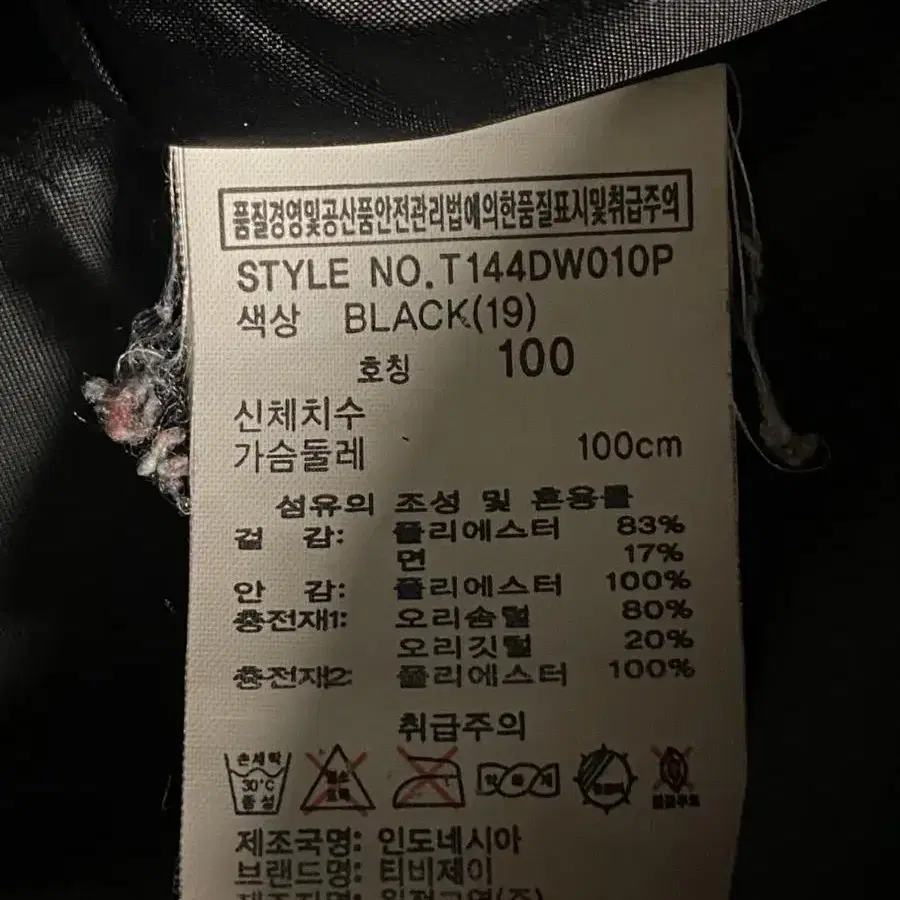 품질경영및공산품안전관리법에의한품질표시및취급주의
STYLE NO.T144DW010P
색상 BLACK(19)
호칭 100
신체치수
가슴둘레 100cm
섬유의 조성 및 혼용률
겉 감: 폴리에스터 83%
면 17%
안 감: 폴리에스터 100%
충전재1: 오리솜털 80%
오리깃털 20%
충전재2: 폴리에스터 100%
취급주의
손세탁
30°C
중성
약하게
제조국명: 인도네시아
브랜드명: 티비제이